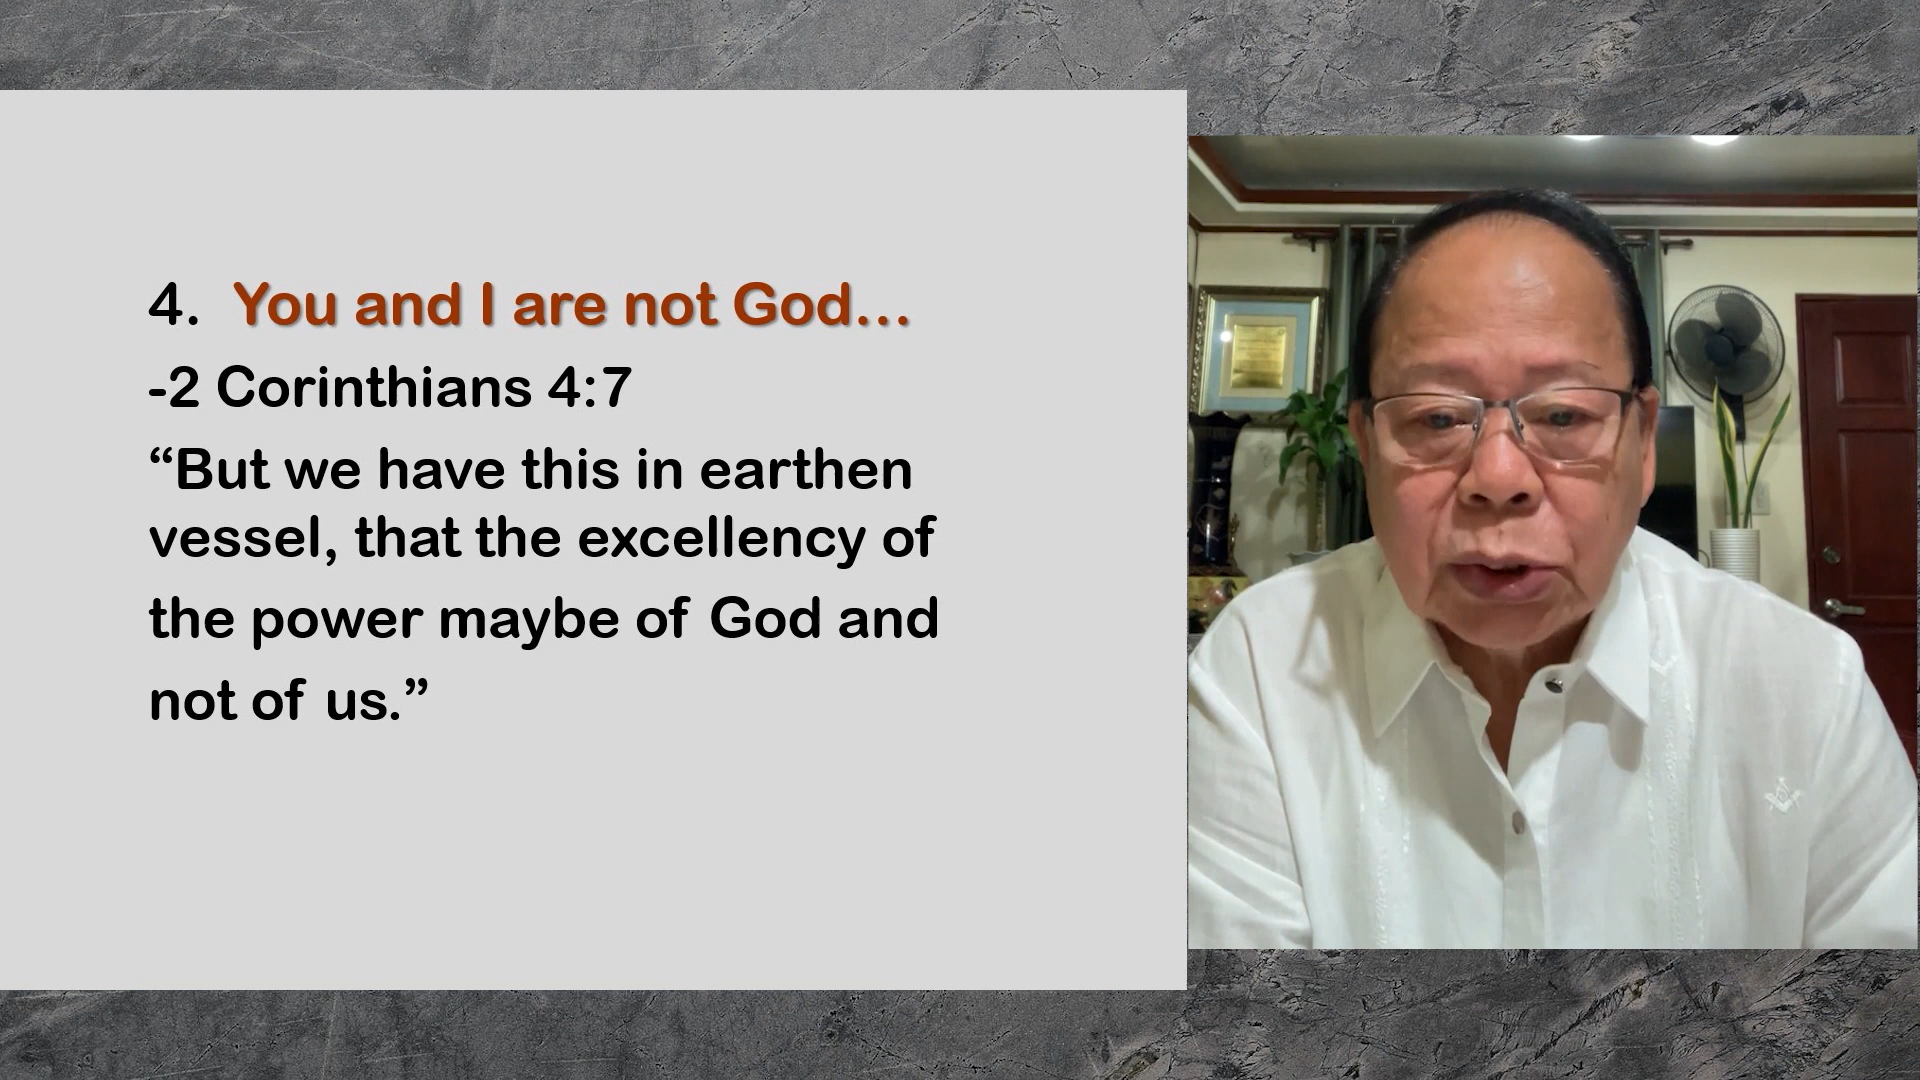 4. You and I are not God...
-2 Corinthians 4:7
“But we have this in earthen
vessel, that the excellency of
the power maybe of God and
not of us.”